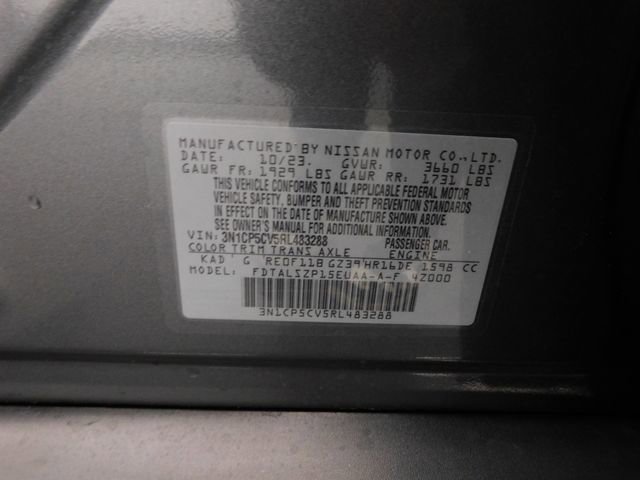 MANUFACTURED BY NISSAN MOTOR CO., LTD.
DATE: 10/23. GVWR: 3660 LBS
GAWR FR: 1929 LBS GAWR RR: 1731 LBS
THIS VEHICLE CONFORMS TO ALL APPLICABLE FEDERAL MOTOR
VEHICLE SAFETY, BUMPER AND THEFT PREVENTION STANDARDS
IN EFFECT ON THE DATE OF MANUFACTURE SHOWN ABOVE.
SEE OWNER'S MANUAL FOR ADDITIONAL INFORMATION.
VIN: 3N1CP5CV5RL483288 PASSENGER CAR.
COLOR TRIM TRANS AXLE ENGINE
KAD G RE0F11B GZ39 HR16DE 1598 CC
MODEL: FDTALSZP15EUAA-A-F 4Z000
3N1CP5CV5RL483288